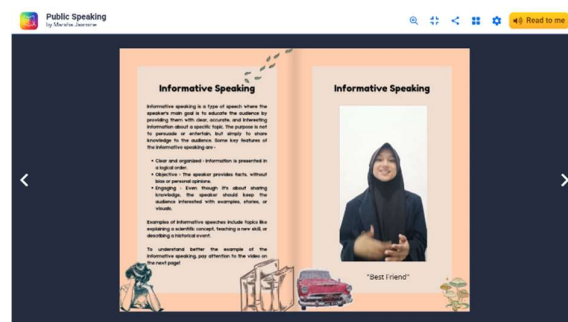 Public Speaking
by Marsha Jasmine
Read to me
Informative Speaking
Informative speaking is a type of speech where the
speaker's main goal is to educate the audience by
providing them with clear, accurate, and interesting
information about a specific topic. The purpose is not
to persuade or entertain, but simply to share
knowledge to the audience. Some key features of
the informative speaking are -
• Clear and organized - Information is presented in
a logical order.
• Objective - The speaker provides facts, without
bias or personal opinions.
• Engaging - Even though it's about sharing
knowledge, the speaker should keep the
audience interested with examples, stories, or
visuals.
Examples of informative speeches include topics like
explaining a scientific concept, teaching a new skill, or
describing a historical event.
To understand better the example of the
informative speaking, pay attention to the video on
the next page!
Informative Speaking
"Best Friend"